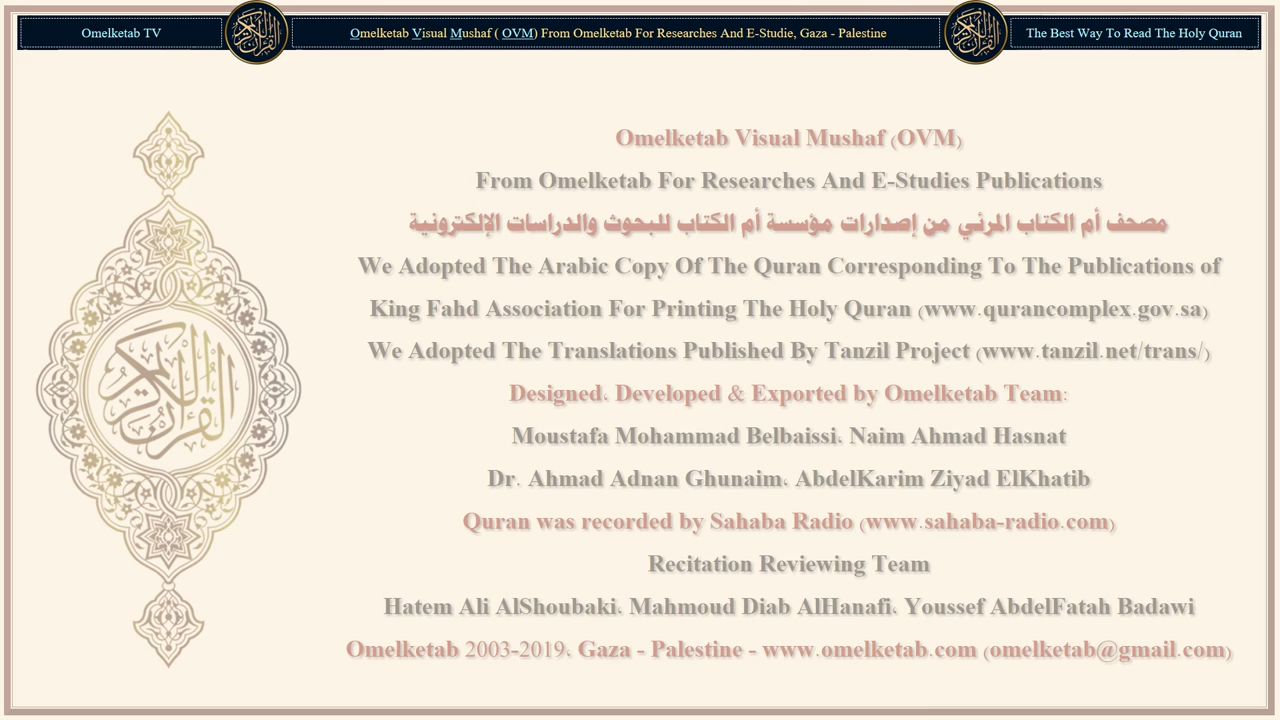 Omelketab TV
Omelketab Visual Mushaf ( OVM) From Omelketab For Researches And E-Studie, Gaza - Palestine
The Best Way To Read The Holy Quran
Omelketab Visual Mushaf (OVM)
From Omelketab For Researches And E-Studies Publications
مصحف أم الكتاب المرئي من إصدارات مؤسسة أم الكتاب للبحوث والدراسات الإلكترونية
We Adopted The Arabic Copy Of The Quran Corresponding To The Publications of
King Fahd Association For Printing The Holy Quran (www.qurancomplex.gov.sa)
We Adopted The Translations Published By Tanzil Project (www.tanzil.net/trans/)
Designed، Developed & Exported by Omelketab Team:
Moustafa Mohammad Belbaissi، Naim Ahmad Hasnat
Dr. Ahmad Adnan Ghunaim، AbdelKarim Ziyad ElKhatib
Quran was recorded by Sahaba Radio (www.sahaba-radio.com)
Recitation Reviewing Team
Hatem Ali AlShoubaki، Mahmoud Diab AlHanafi، Youssef AbdelFatah Badawi
Omelketab 2003-2019، Gaza - Palestine - www.omelketab.com (omelketab@gmail.com)
القرآن الكريم